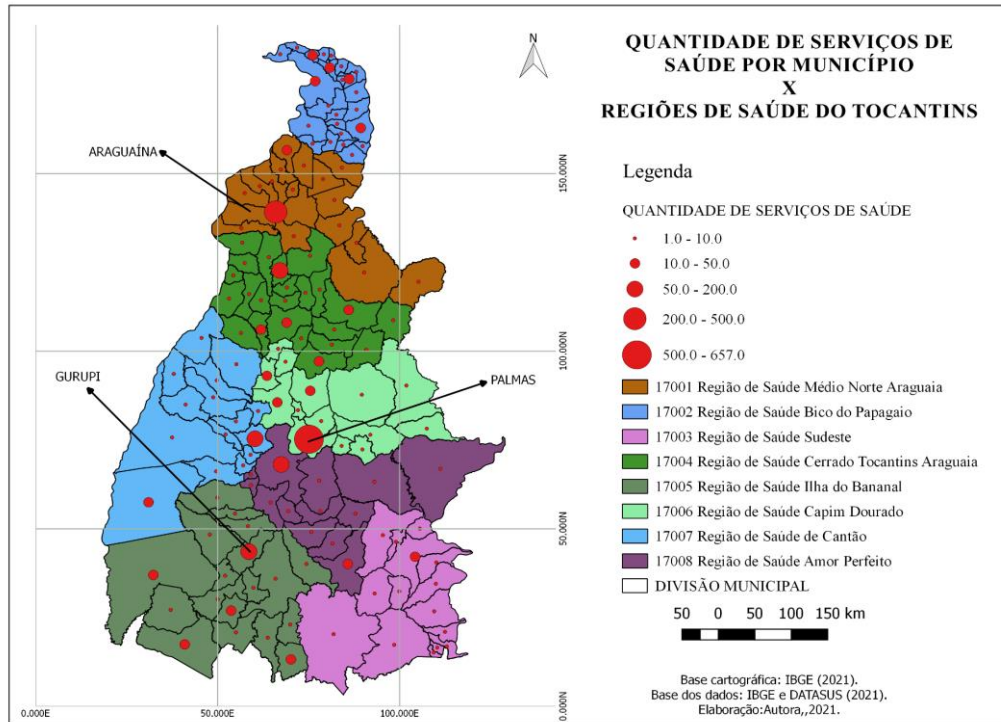 QUANTIDADE DE SERVIÇOS DE
SAÚDE POR MUNICÍPIO
X
REGIÕES DE SAÚDE DO TOCANTINS
N
ARAGUAÍNA
GURUPI
PALMAS
150.000N
100.000N
50.000N
0.000N
0.000E
50.000E
100.000E
Legenda
QUANTIDADE DE SERVIÇOS DE SAÚDE
1.0 - 10.0
10.0 - 50.0
50.0 - 200.0
200.0 - 500.0
500.0 - 657.0
17001 Região de Saúde Médio Norte Araguaia
17002 Região de Saúde Bico do Papagaio
17003 Região de Saúde Sudeste
17004 Região de Saúde Cerrado Tocantins Araguaia
17005 Região de Saúde Ilha do Bananal
17006 Região de Saúde Capim Dourado
17007 Região de Saúde de Cantão
17008 Região de Saúde Amor Perfeito
DIVISÃO MUNICIPAL
50 0 50 100 150 km
Base cartográfica: IBGE (2021).
Base dos dados: IBGE e DATASUS (2021).
Elaboração:Autora,,2021.